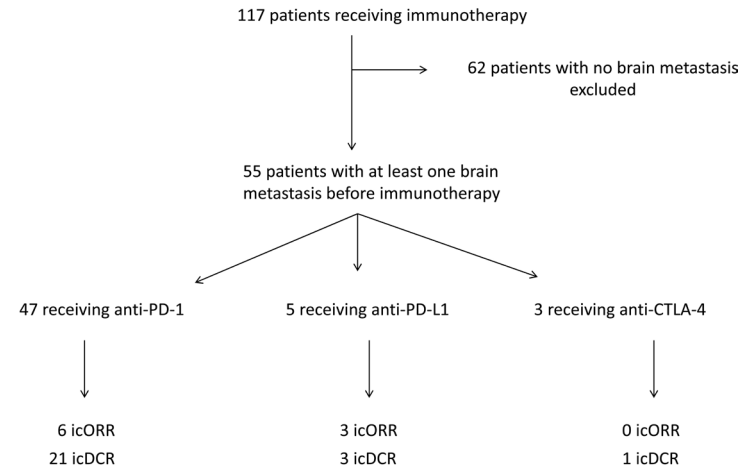 117 patients receiving immunotherapy
62 patients with no brain metastasis
excluded
55 patients with at least one brain
metastasis before immunotherapy
47 receiving anti-PD-1
5 receiving anti-PD-L1
3 receiving anti-CTLA-4
6 icORR
3 icORR
0 icORR
21 icDCR
3 icDCR
1 icDCR